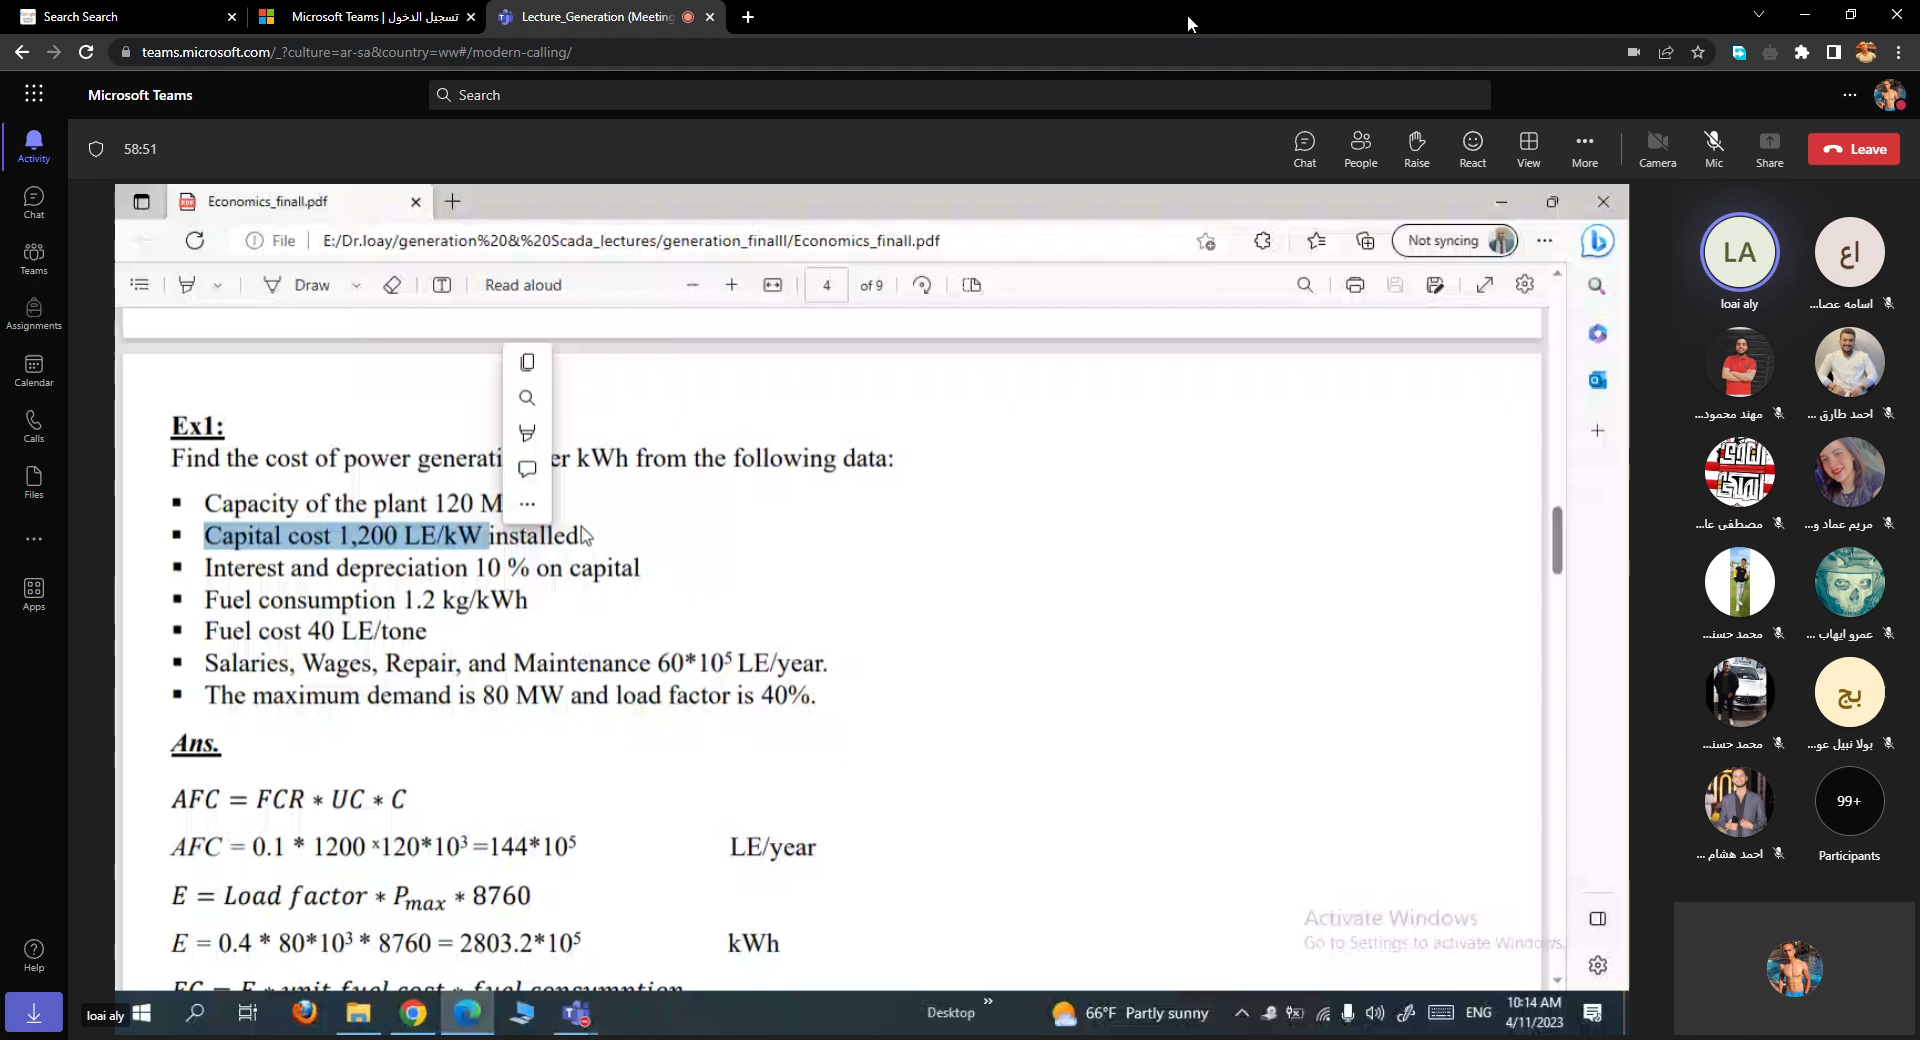 Search Search
Microsoft Teams | تسجيل الدخول
Lecture_Generation (Meeting
teams.microsoft.com/_?culture=ar-sa&country=ww#/modern-calling/
Microsoft Teams
Search
58:51
Chat
People
Raise
React
View
More
Camera
Mic
Share
Leave
Activity
Chat
Teams
Assignments
Calendar
Calls
Files
Apps
Help
Economics_finall.pdf
File
E:/Dr.loay/generation%20&%20Scada_lectures/generation_finalll/Economics_finall.pdf
Not syncing
Draw
Read aloud
4 of 9
Ex1:
Find the cost of power generati er kWh from the following data:
▪ Capacity of the plant 120 M
▪ Capital cost 1,200 LE/kW installed
▪ Interest and depreciation 10 % on capital
▪ Fuel consumption 1.2 kg/kWh
▪ Fuel cost 40 LE/tone
▪ Salaries, Wages, Repair, and Maintenance 60*10⁵ LE/year.
▪ The maximum demand is 80 MW and load factor is 40%.
Ans.
AFC = FCR * UC * C
AFC = 0.1 * 1200 ˣ120*10³ =144*10⁵ LE/year
E = Load factor * Pmax * 8760
E = 0.4 * 80*10³ * 8760 = 2803.2*10⁵ kWh
FC = E * unit fuel cost * fuel consumption
Activate Windows
Go to Settings to activate Windows.
LA
loai aly
اع
اسامه عصا...
مهند محمود...
احمد طارق ...
مصطفى عا...
مريم عماد و...
محمد حسنـ...
عمرو ايهاب ...
محمد حسنـ...
بج
بولا نبيل عو...
احمد هشام ...
99+
Participants
loai aly
Desktop
66°F Partly sunny
ENG
10:14 AM
4/11/2023